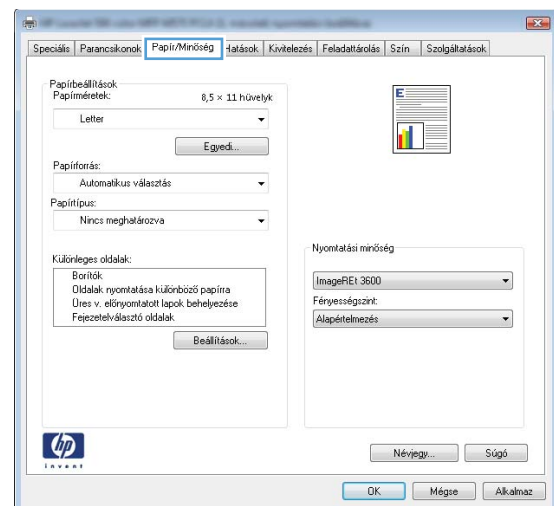 Speciális Parancsikonok Papír/Minőség Hatások Kivitelezés Feladattárolás Szín Szolgáltatások
Papírbeállítások
Papírméretek: 8,5 × 11 hüvelyk
Letter
Egyedi...
Papírforrás:
Automatikus választás
Papírtípus:
Nincs meghatározva
Különleges oldalak:
Borítók
Oldalak nyomtatása különböző papírra
Üres v. előnyomtatott lapok behelyezése
Fejezetelválasztó oldalak
Beállítások...
E
Nyomtatási minőség
ImageREt 3600
Fényességszint:
Alapértelmezés
hp
invent
Névjegy... Súgó
OK Mégse Alkalmaz